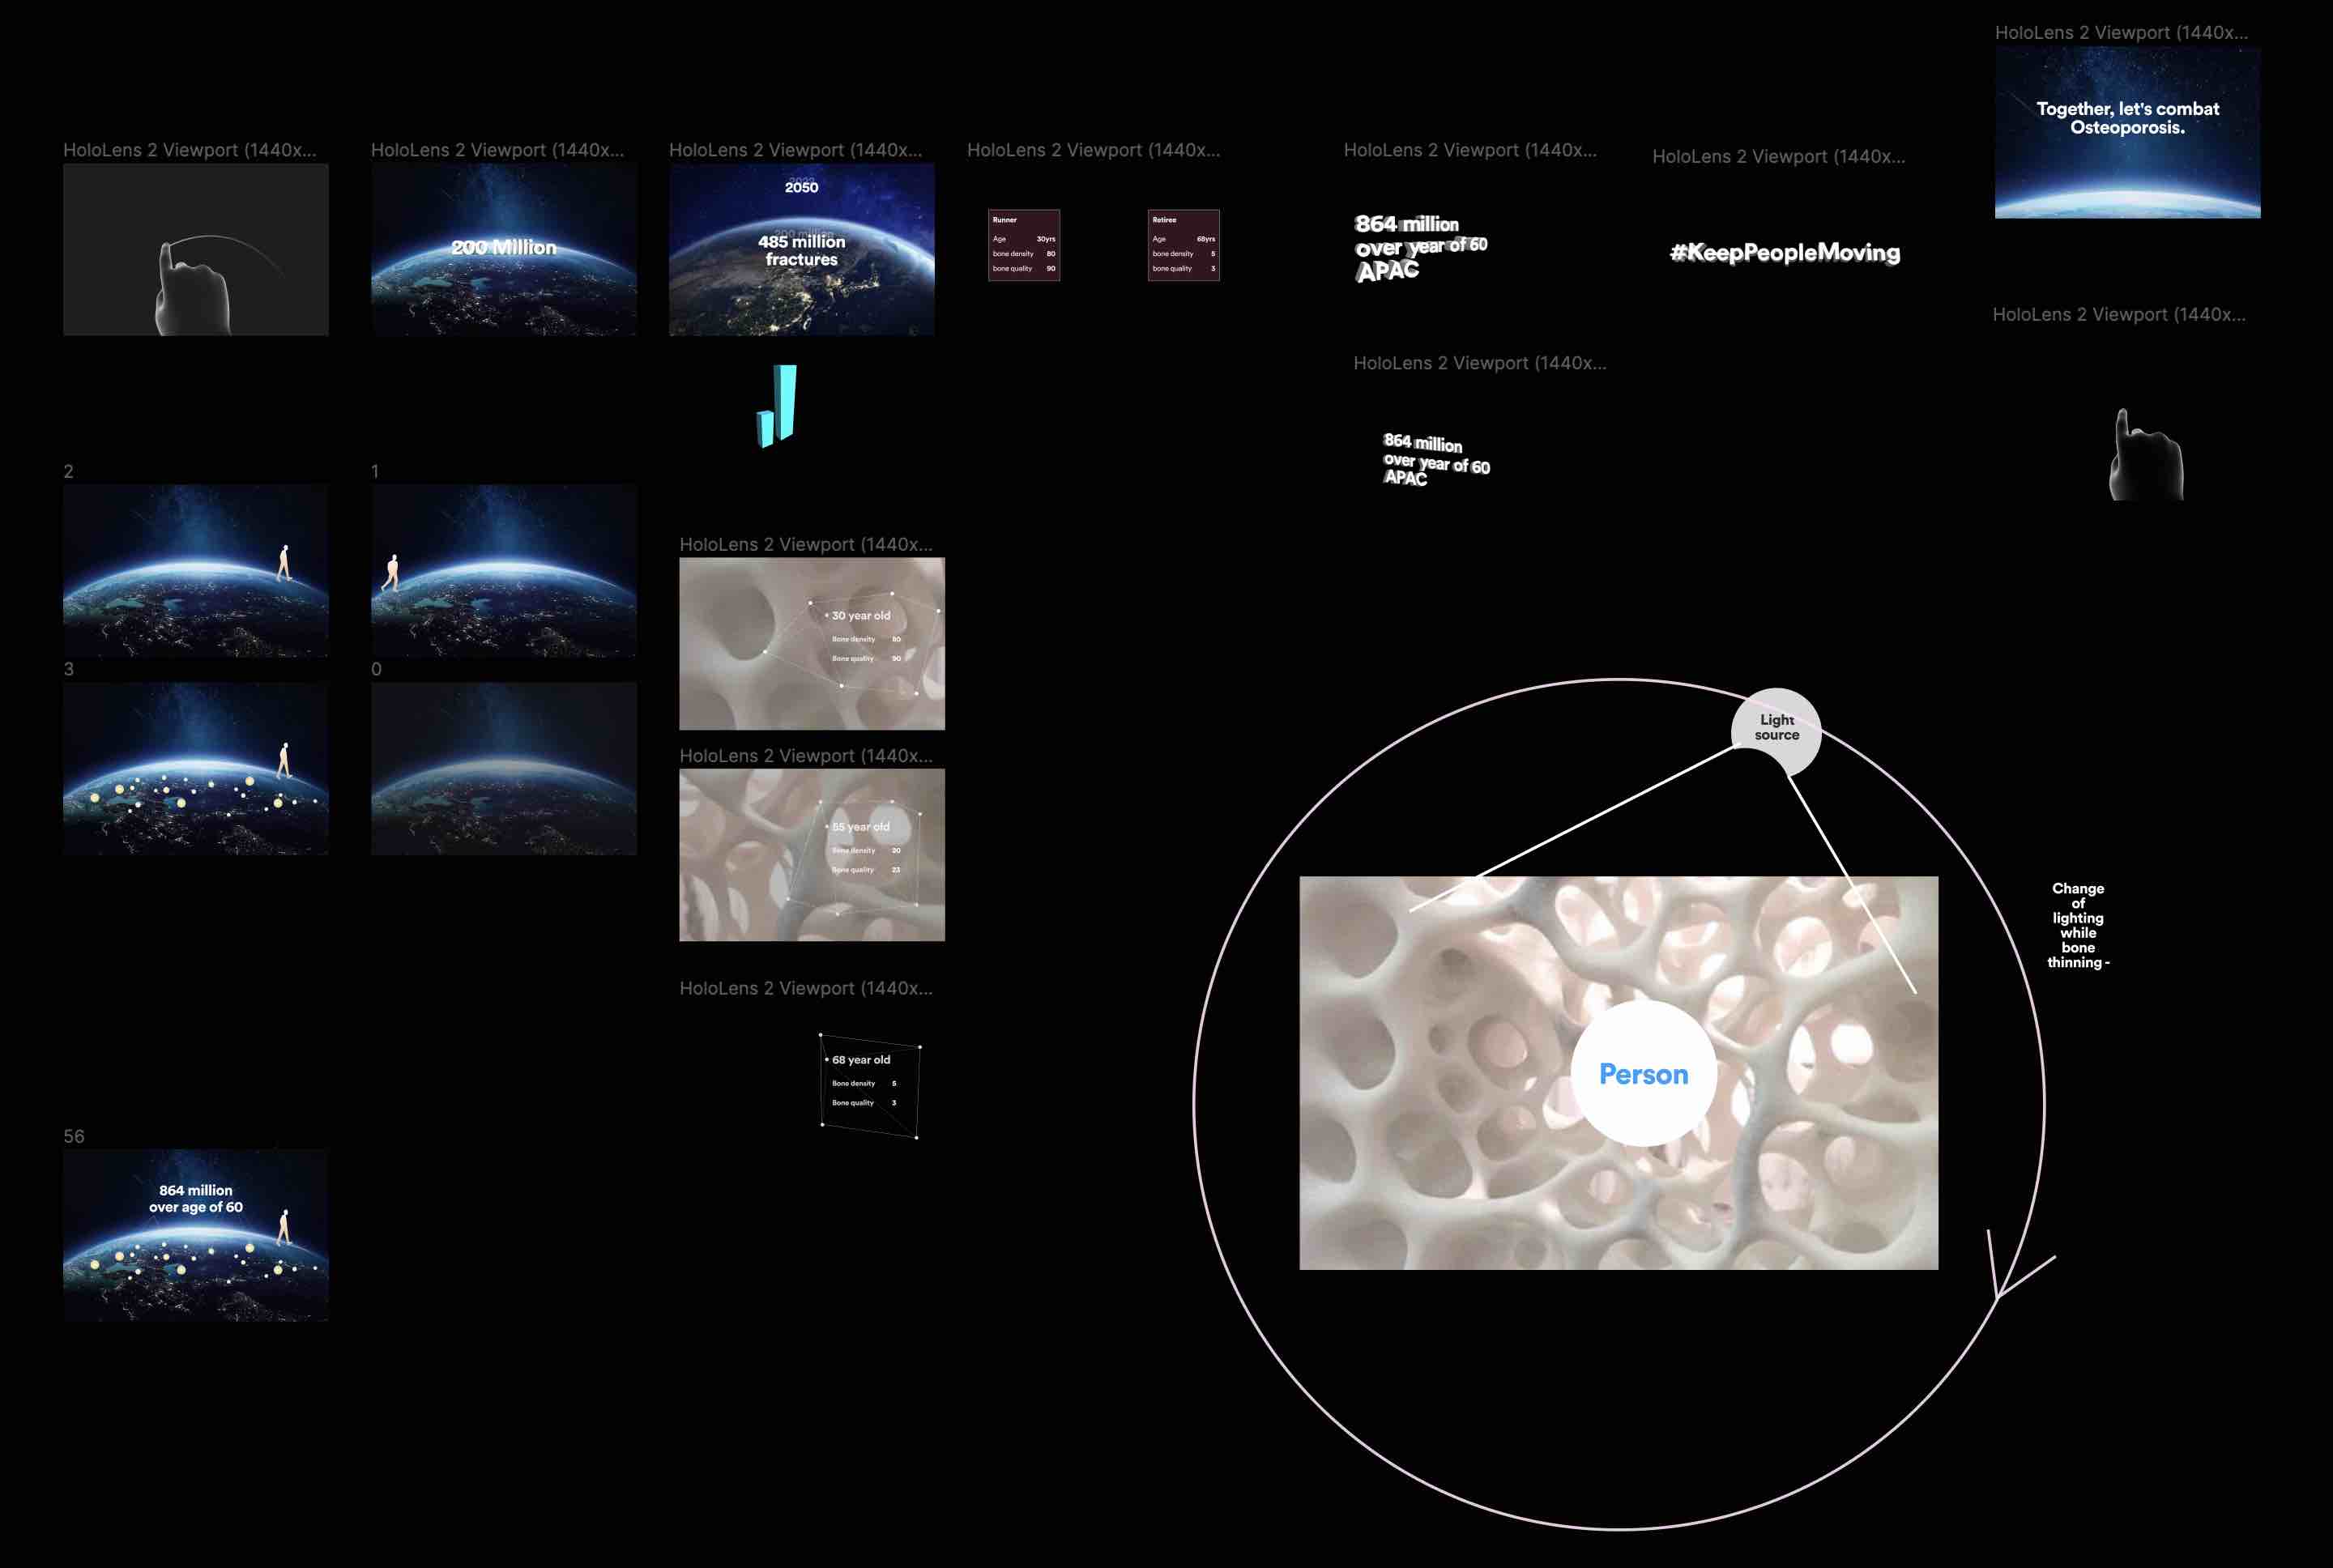 HoloLens 2 Viewport (1440x...
Together, let's combat
Osteoporosis.
HoloLens 2 Viewport (1440x...
HoloLens 2 Viewport (1440x...
200 Million
HoloLens 2 Viewport (1440x...
2050
200 million
485 million
fractures
HoloLens 2 Viewport (1440x...
Runner
Age 30yrs
bone density 80
bone quality 90
Retiree
Age 68yrs
bone density 5
bone quality 3
HoloLens 2 Viewport (1440x...
864 million
over year of 60
APAC
HoloLens 2 Viewport (1440x...
#KeepPeopleMoving
HoloLens 2 Viewport (1440x...
HoloLens 2 Viewport (1440x...
864 million
over year of 60
APAC
2
1
3
0
HoloLens 2 Viewport (1440x...
• 30 year old
Bone density 80
Bone quality 90
HoloLens 2 Viewport (1440x...
• 55 year old
Bone density 20
Bone quality 23
HoloLens 2 Viewport (1440x...
• 68 year old
Bone density 5
Bone quality 3
56
864 million
over age of 60
Light
source
Person
Change
of
lighting
while
bone
thinning -